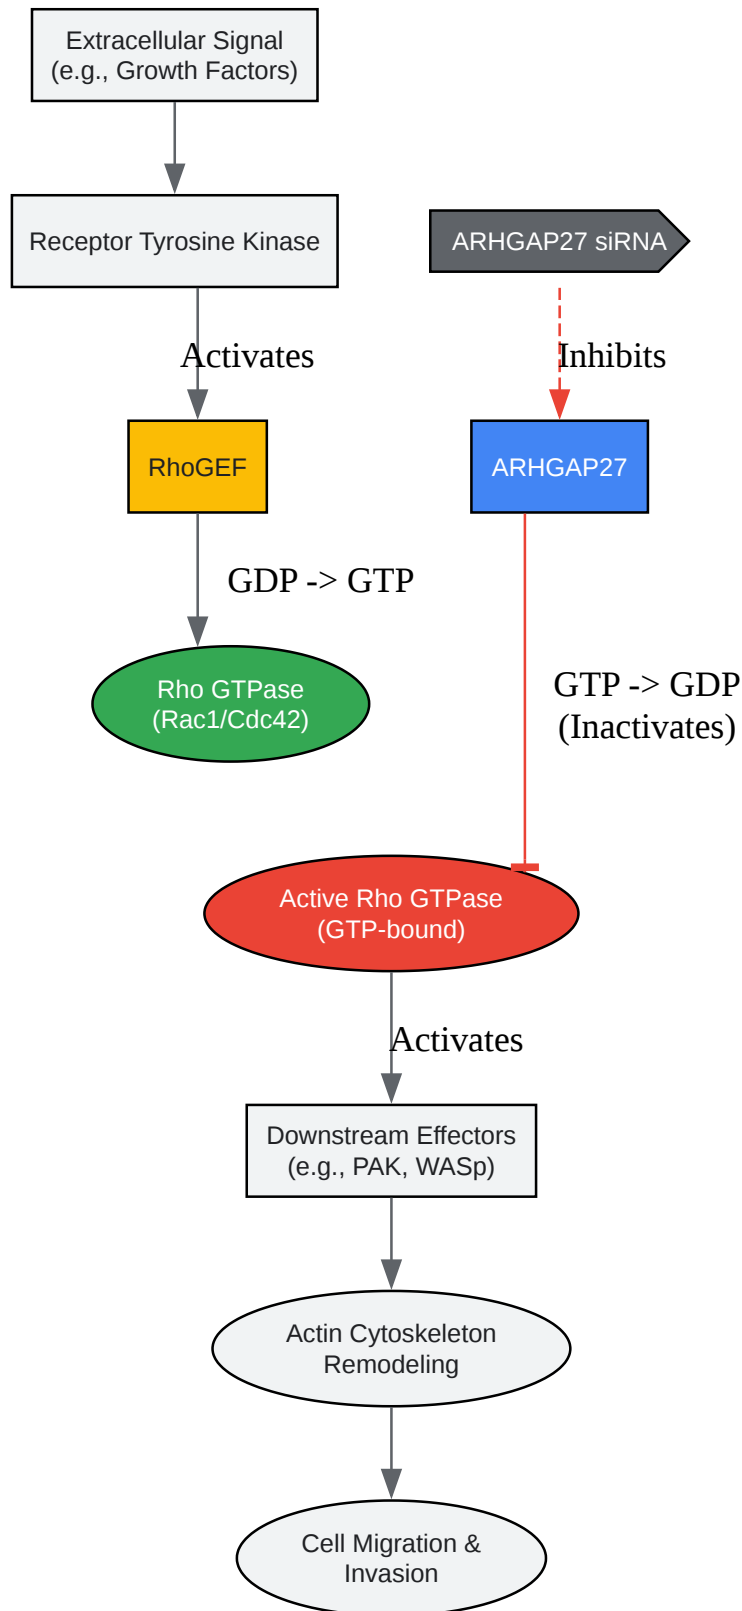 Extracellular Signal
(e.g., Growth Factors)
Receptor Tyrosine Kinase
ARHGAP27 siRNA
Activates
Inhibits
RhoGEF
ARHGAP27
GDP -> GTP
Rho GTPase
(Rac1/Cdc42)
GTP -> GDP
(Inactivates)
Active Rho GTPase
(GTP-bound)
Activates
Downstream Effectors
(e.g., PAK, WASp)
Actin Cytoskeleton
Remodeling
Cell Migration &
Invasion